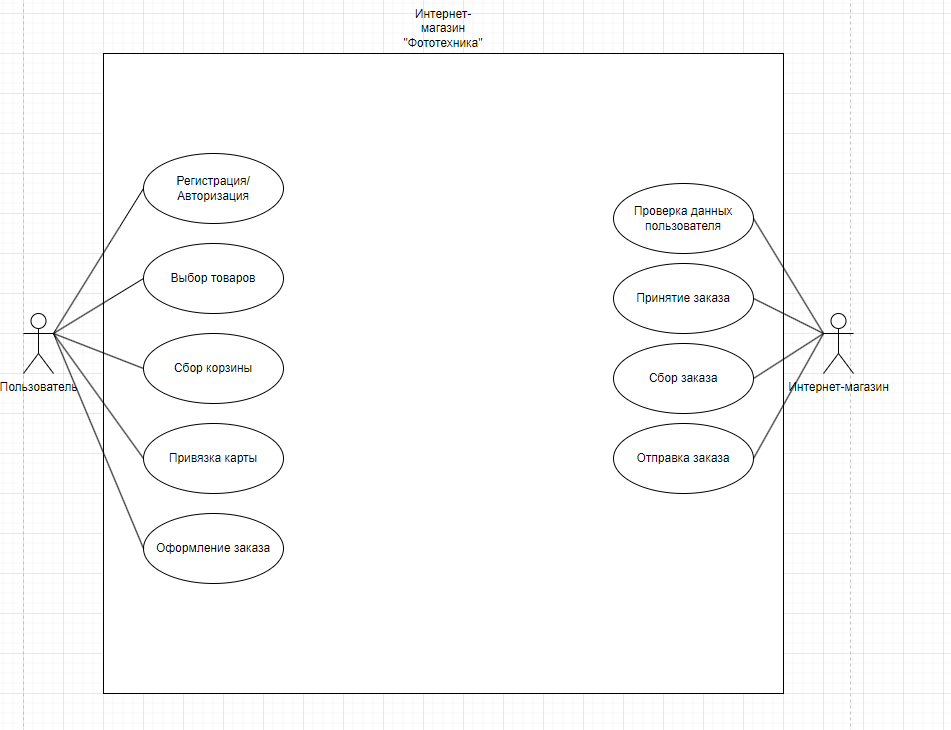 Интернет-
магазин
"Фототехника"
Регистрация/
Авторизация
Выбор товаров
Сбор корзины
Привязка карты
Оформление заказа
Пользователь
Проверка данных
пользователя
Принятие заказа
Сбор заказа
Отправка заказа
Интернет-магазин